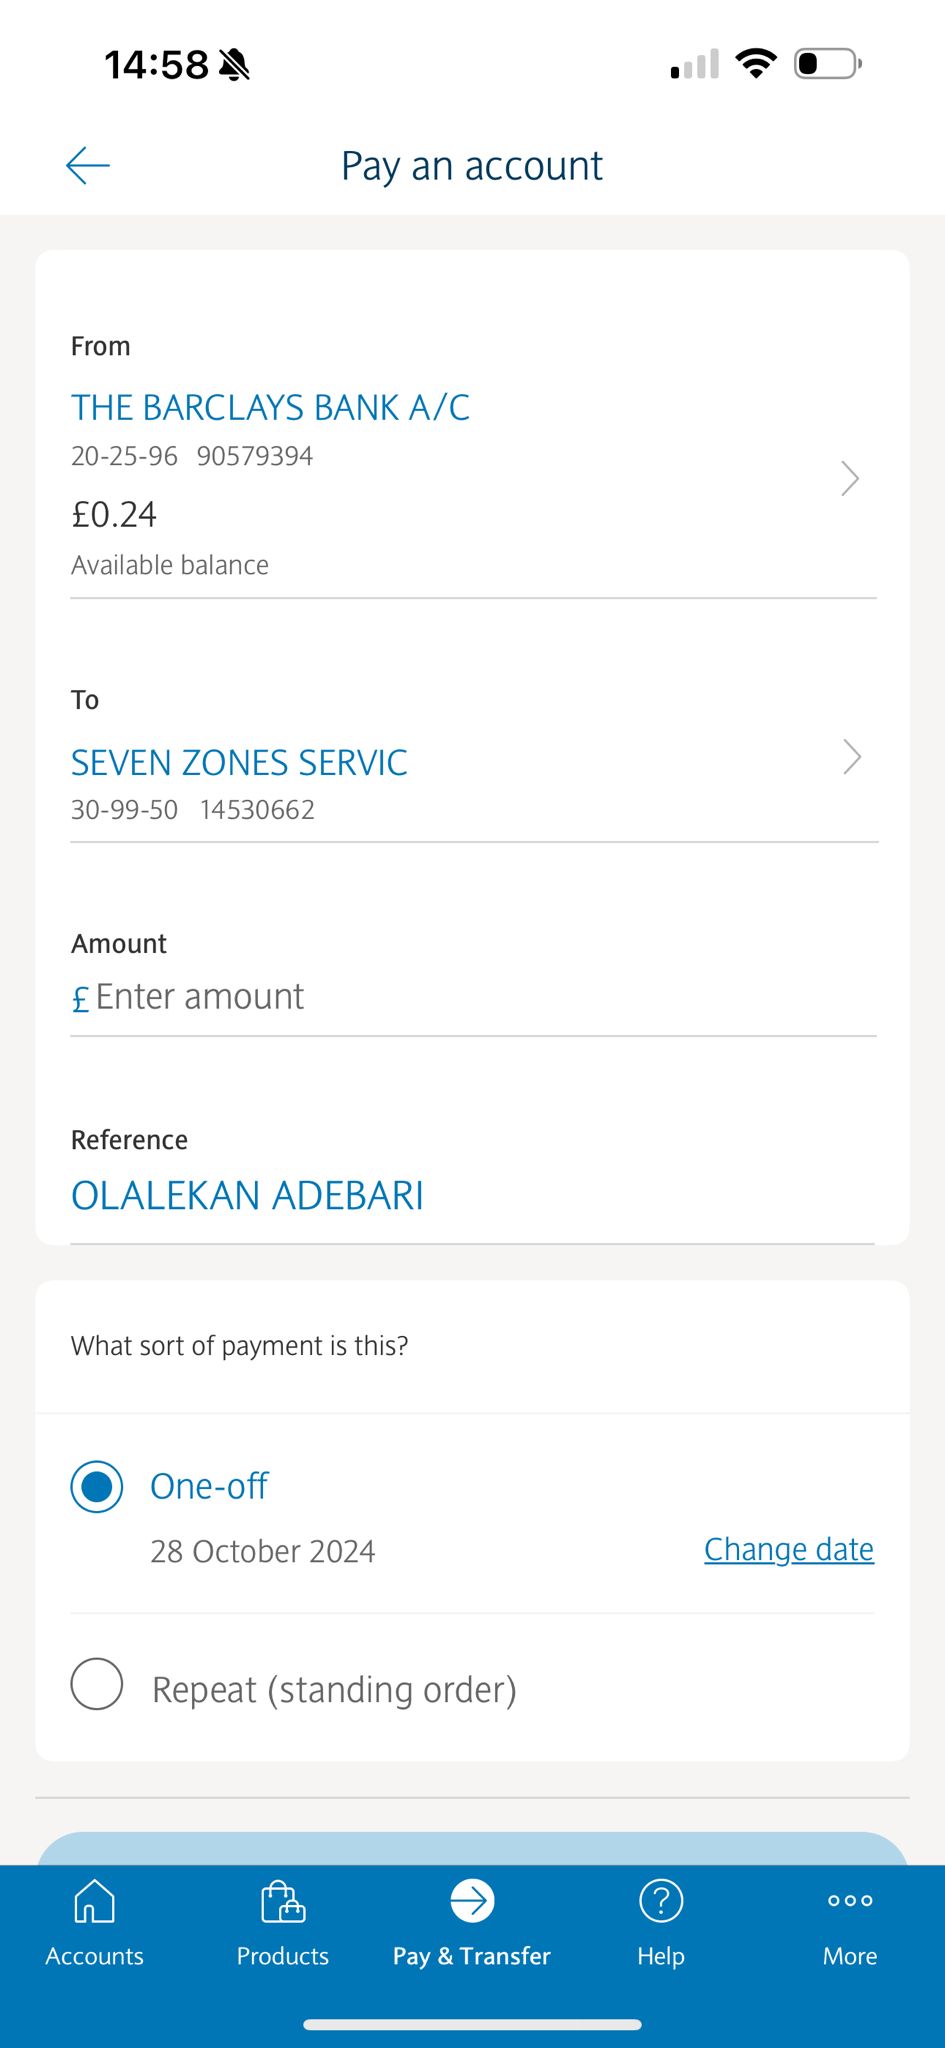 14:58
Pay an account
From
THE BARCLAYS BANK A/C
20-25-96 90579394
£0.24
Available balance
To
SEVEN ZONES SERVIC
30-99-50 14530662
Amount
£ Enter amount
Reference
OLALEKAN ADEBARI
What sort of payment is this?
One-off
28 October 2024 Change date
Repeat (standing order)
Accounts Products Pay & Transfer Help More